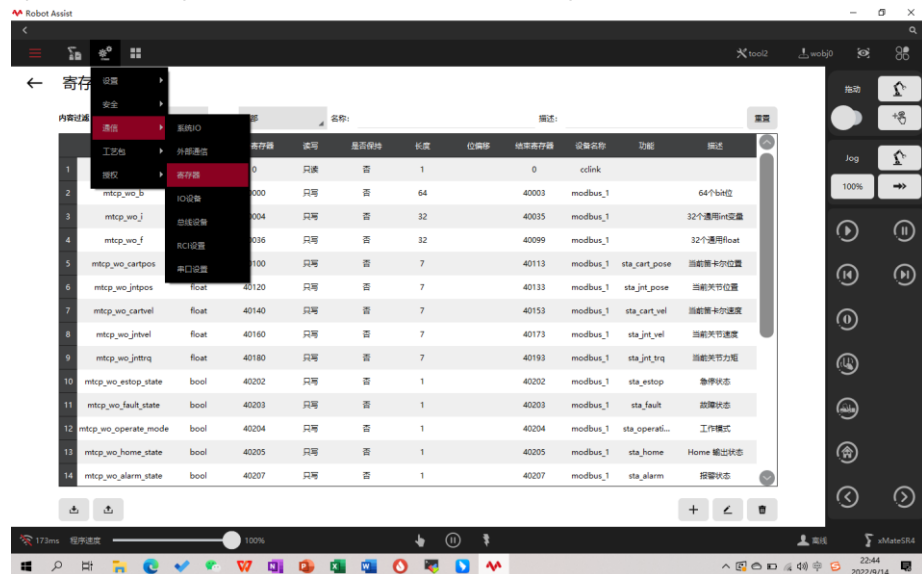 Robot Assist
tool2
wobj0
寄存
设置
安全
通信
工艺包
授权
系统IO
外部通信
寄存器
IO设备
总线设备
RCI设置
串口设置
内容过滤
名称:
描述:
重置
寄存器 读写 是否保持 长度 位偏移 结束寄存器 设备名称 功能 描述
1 0 只读 否 1 0 cclink
2 mtcp_wo_b 只写 否 64 40003 modbus_1 64个bit位
3 mtcp_wo_i 只写 否 32 40035 modbus_1 32个通用int变量
4 mtcp_wo_f 只写 否 32 40099 modbus_1 32个通用float
5 mtcp_wo_cartpos 只写 否 7 40113 modbus_1 sta_cart_pose 当前笛卡尔位置
6 mtcp_wo_jntpos float 40120 只写 否 7 40133 modbus_1 sta_jnt_pose 当前关节位置
7 mtcp_wo_cartvel float 40140 只写 否 7 40153 modbus_1 sta_cart_vel 当前笛卡尔速度
8 mtcp_wo_jntvel float 40160 只写 否 7 40173 modbus_1 sta_jnt_vel 当前关节速度
9 mtcp_wo_jnttrq float 40180 只写 否 7 40193 modbus_1 sta_jnt_trq 当前关节力矩
10 mtcp_wo_estop_state bool 40202 只写 否 1 40202 modbus_1 sta_estop 急停状态
11 mtcp_wo_fault_state bool 40203 只写 否 1 40203 modbus_1 sta_fault 故障状态
12 mtcp_wo_operate_mode bool 40204 只写 否 1 40204 modbus_1 sta_operati... 工作模式
13 mtcp_wo_home_state bool 40205 只写 否 1 40205 modbus_1 sta_home Home 输出状态
14 mtcp_wo_alarm_state bool 40207 只写 否 1 40207 modbus_1 sta_alarm 报警状态
拖动
Jog
100%
173ms 程序速度 100% 离线 xMateSR4
22:44
2022/9/14